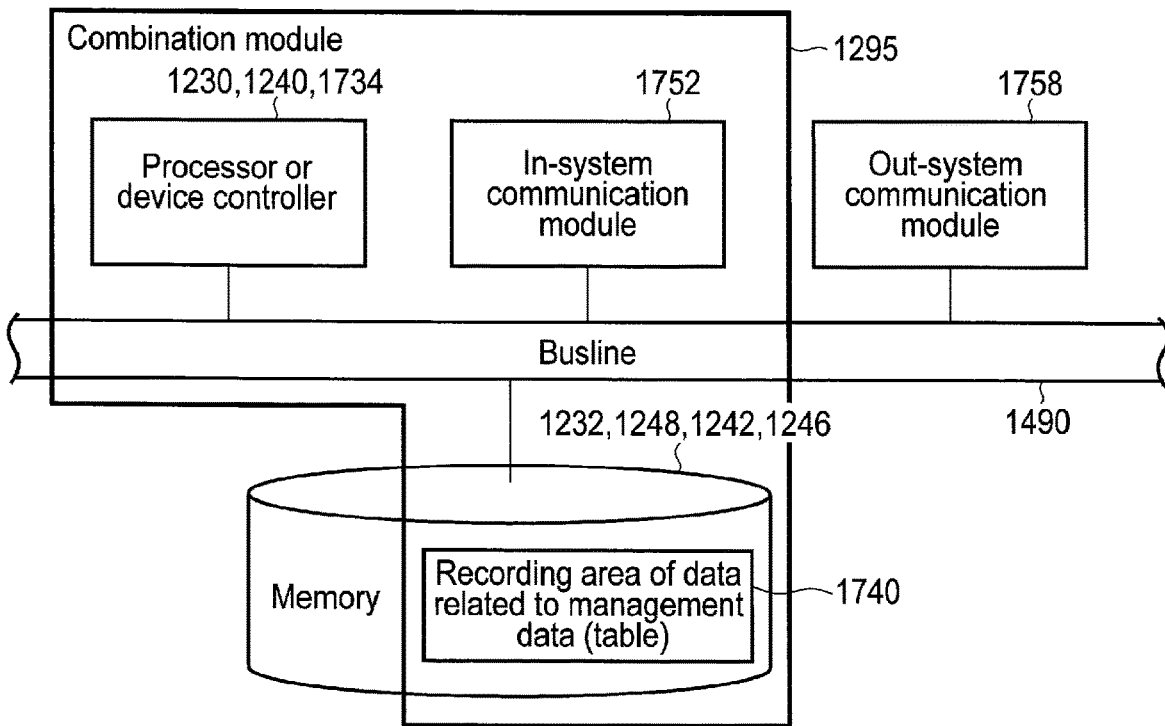 Combination module
1295
1230,1240,1734
1752
1758
Processor or
device controller
In-system
communication
module
Out-system
communication
module
Busline
1490
1232,1248,1242,1246
Memory
Recording area of data
related to management
data (table)
1740